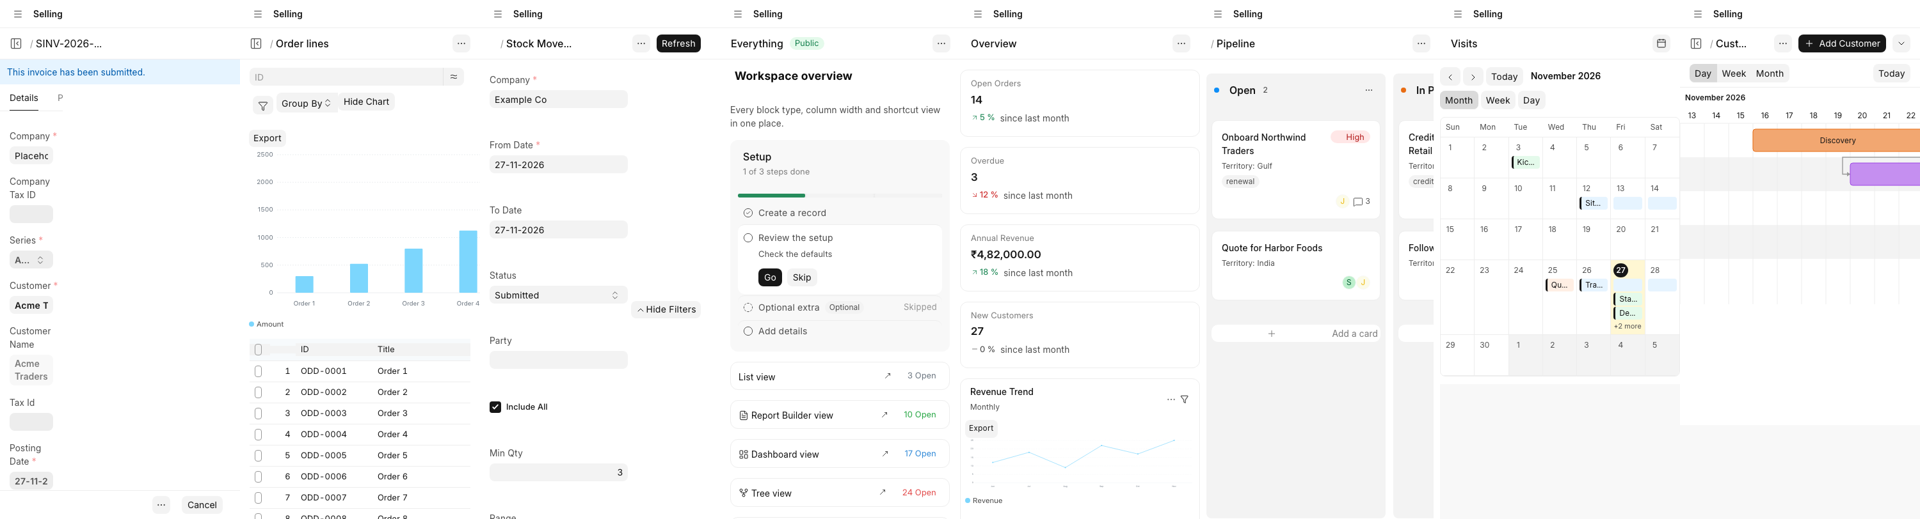 Selling
/ SINV-2026-...
This invoice has been submitted.
Details P
Company *
Placeho
Company
Tax ID
Series *
A...
Customer *
Acme T
Customer
Name
Acme
Traders
Tax Id
Posting
Date *
27-11-2
... Cancel
Selling
/ Order lines ...
ID ≈
Group By Hide Chart
Export
2500
2000
1500
1000
500
0
Order 1 Order 2 Order 3 Order 4
Amount
ID Title
1 ODD-0001 Order 1
2 ODD-0002 Order 2
3 ODD-0003 Order 3
4 ODD-0004 Order 4
5 ODD-0005 Order 5
6 ODD-0006 Order 6
7 ODD-0007 Order 7
8 ODD-0008 Order 8
Selling
/ Stock Move... ... Refresh
Company *
Example Co
From Date *
27-11-2026
To Date
27-11-2026
Status
Submitted
Hide Filters
Party
Include All
Min Qty
3
Range
Selling
Everything Public ...
Workspace overview
Every block type, column width and shortcut view
in one place.
Setup
1 of 3 steps done
Create a record
Review the setup
Check the defaults
Go Skip
Optional extra Optional Skipped
Add details
List view ↗ 3 Open
Report Builder view ↗ 10 Open
Dashboard view ↗ 17 Open
Tree view ↗ 24 Open
Selling
Overview ...
Open Orders
14
5 % since last month
Overdue
3
12 % since last month
Annual Revenue
₹4,82,000.00
18 % since last month
New Customers
27
0 % since last month
Revenue Trend
Monthly
Export
Revenue
Selling
/ Pipeline ...
Open 2 ...
Onboard Northwind
Traders
High
Territory: Gulf
renewal
J 3
Quote for Harbor Foods
Territory: India
S J
+ Add a card
In P
Credit
Retail
Territo
credit
Follow
Territo
Selling
Visits
Today November 2026
Month Week Day
Sun Mon Tue Wed Thu Fri Sat
1 2 3 4 5 6 7
Kic...
8 9 10 11 12 13 14
Sit...
15 16 17 18 19 20 21
22 23 24 25 26 27 28
Qu... Tra...
Sta...
De...
+2 more
29 30 1 2 3 4 5
Selling
/ Cust... ... + Add Customer
Day Week Month Today
November 2026
13 14 15 16 17 18 19 20 21 22
Discovery